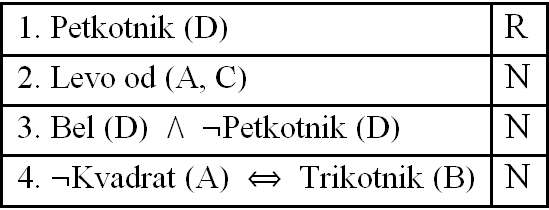 1. Petkotnik (D) R
2. Levo od (A, C) N
3. Bel (D) ∧ ¬Petkotnik (D) N
4. ¬Kvadrat (A) ⇔ Trikotnik (B) N